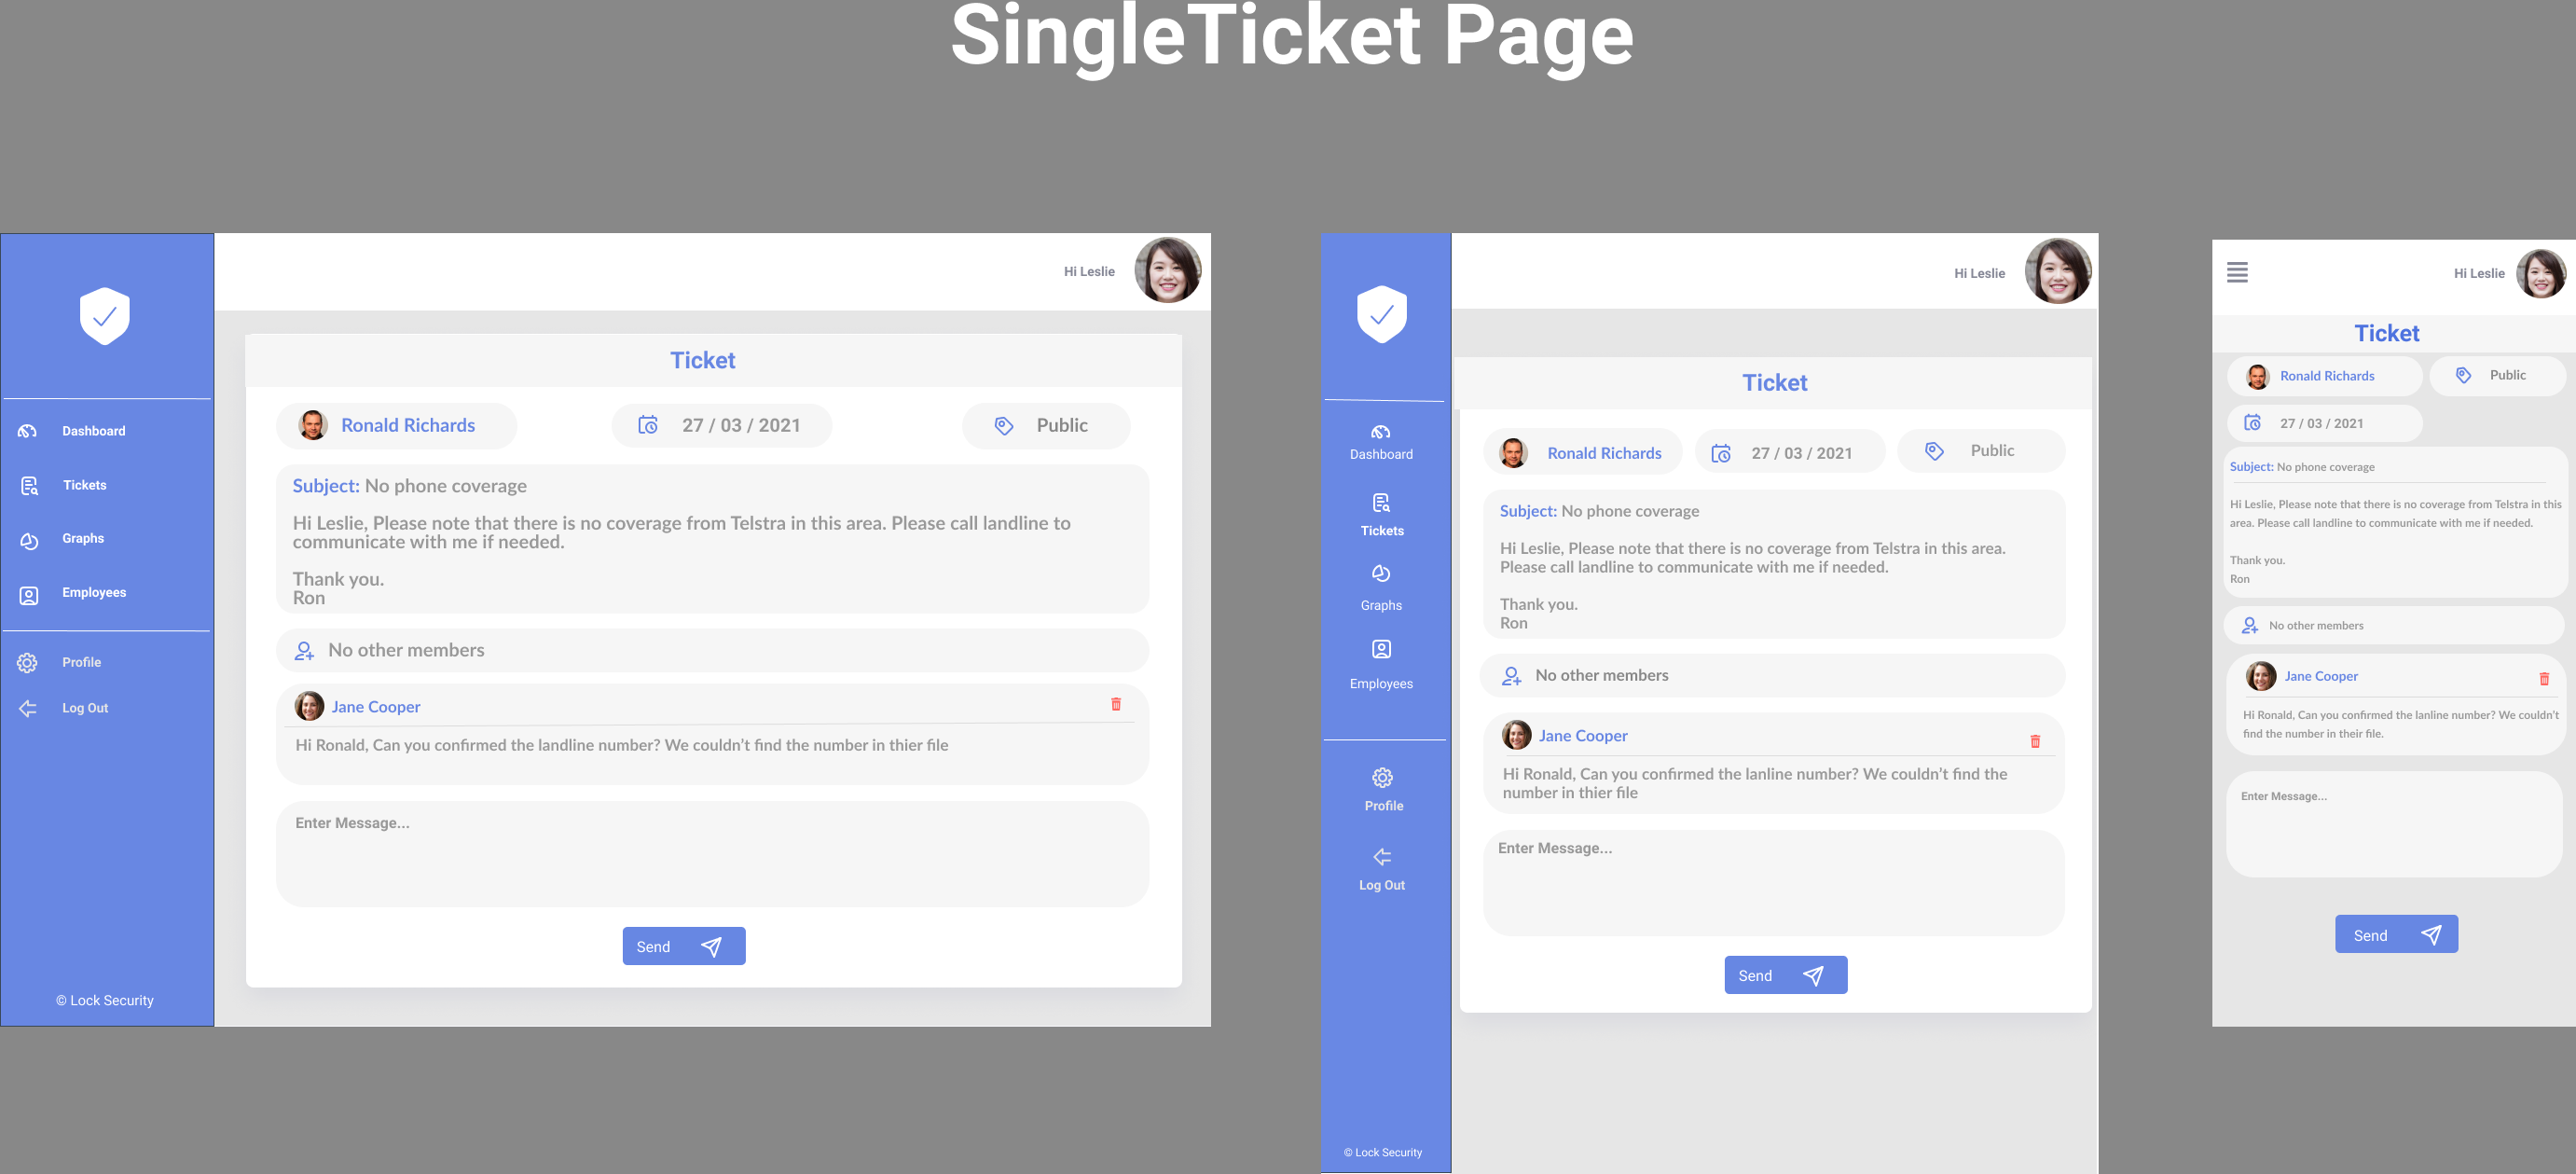 SingleTicket Page
Hi Leslie
Ticket
Dashboard
Tickets
Graphs
Employees
Profile
Log Out
© Lock Security
Ronald Richards
27 / 03 / 2021
Public
Subject: No phone coverage
Hi Leslie, Please note that there is no coverage from Telstra in this area. Please call landline to
communicate with me if needed.
Thank you.
Ron
No other members
Jane Cooper
Hi Ronald, Can you confirmed the landline number? We couldn't find the number in thier file
Enter Message...
Send
Hi Leslie
Ticket
Dashboard
Tickets
Graphs
Employees
Profile
Log Out
© Lock Security
Ronald Richards
27 / 03 / 2021
Public
Subject: No phone coverage
Hi Leslie, Please note that there is no coverage from Telstra in this area.
Please call landline to communicate with me if needed.
Thank you.
Ron
No other members
Jane Cooper
Hi Ronald, Can you confirmed the lanline number? We couldn't find the
number in thier file
Enter Message...
Send
Hi Leslie
Ticket
Ronald Richards
Public
27 / 03 / 2021
Subject: No phone coverage
Hi Leslie, Please note that there is no coverage from Telstra in this
area. Please call landline to communicate with me if needed.
Thank you.
Ron
No other members
Jane Cooper
Hi Ronald, Can you confirmed the lanline number? We couldn't
find the number in their file.
Enter Message...
Send